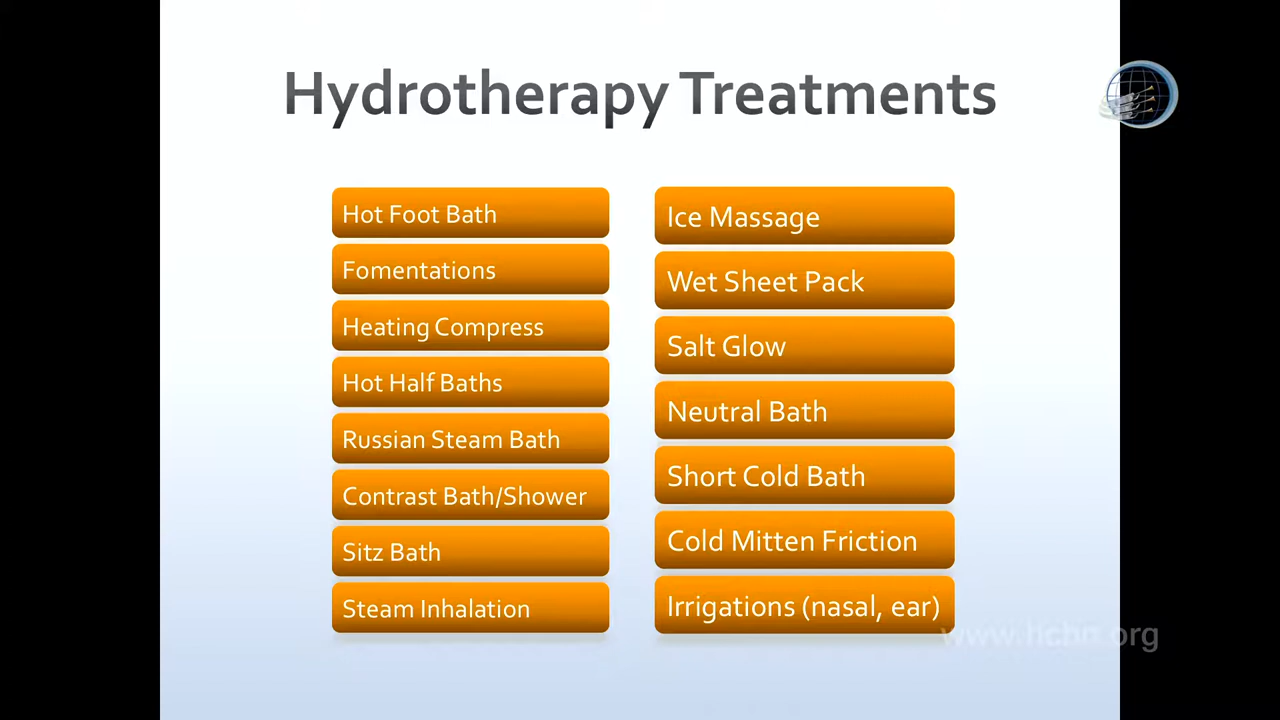 Hydrotherapy Treatments
Hot Foot Bath
Fomentations
Heating Compress
Hot Half Baths
Russian Steam Bath
Contrast Bath/Shower
Sitz Bath
Steam Inhalation
Ice Massage
Wet Sheet Pack
Salt Glow
Neutral Bath
Short Cold Bath
Cold Mitten Friction
Irrigations (nasal, ear)